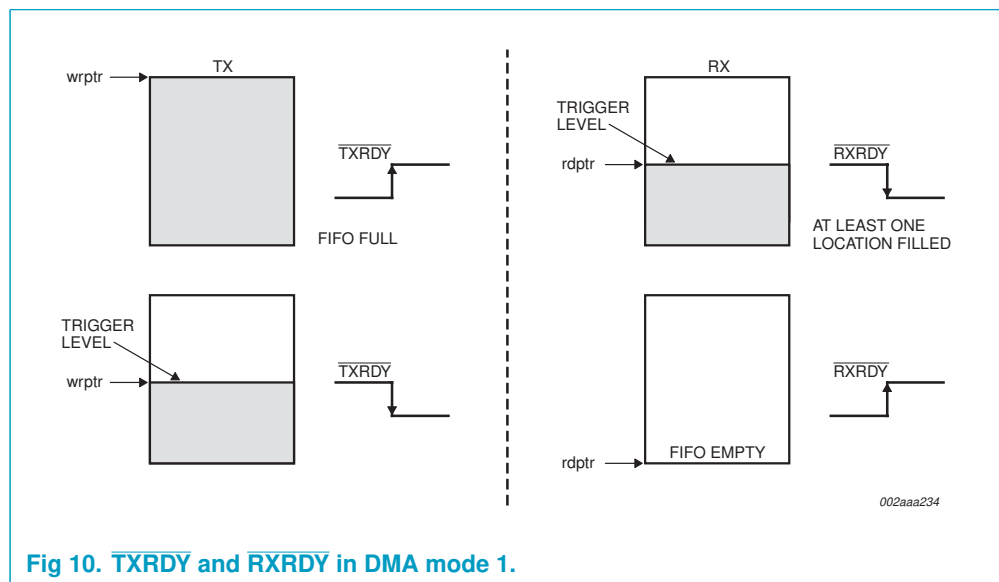 TX
wrptr
TXRDY
FIFO FULL
TRIGGER
LEVEL
wrptr
TXRDY
RX
TRIGGER
LEVEL
rdptr
RXRDY
AT LEAST ONE
LOCATION FILLED
RXRDY
rdptr
FIFO EMPTY
002aaa234
Fig 10. TXRDY and RXRDY in DMA mode 1.